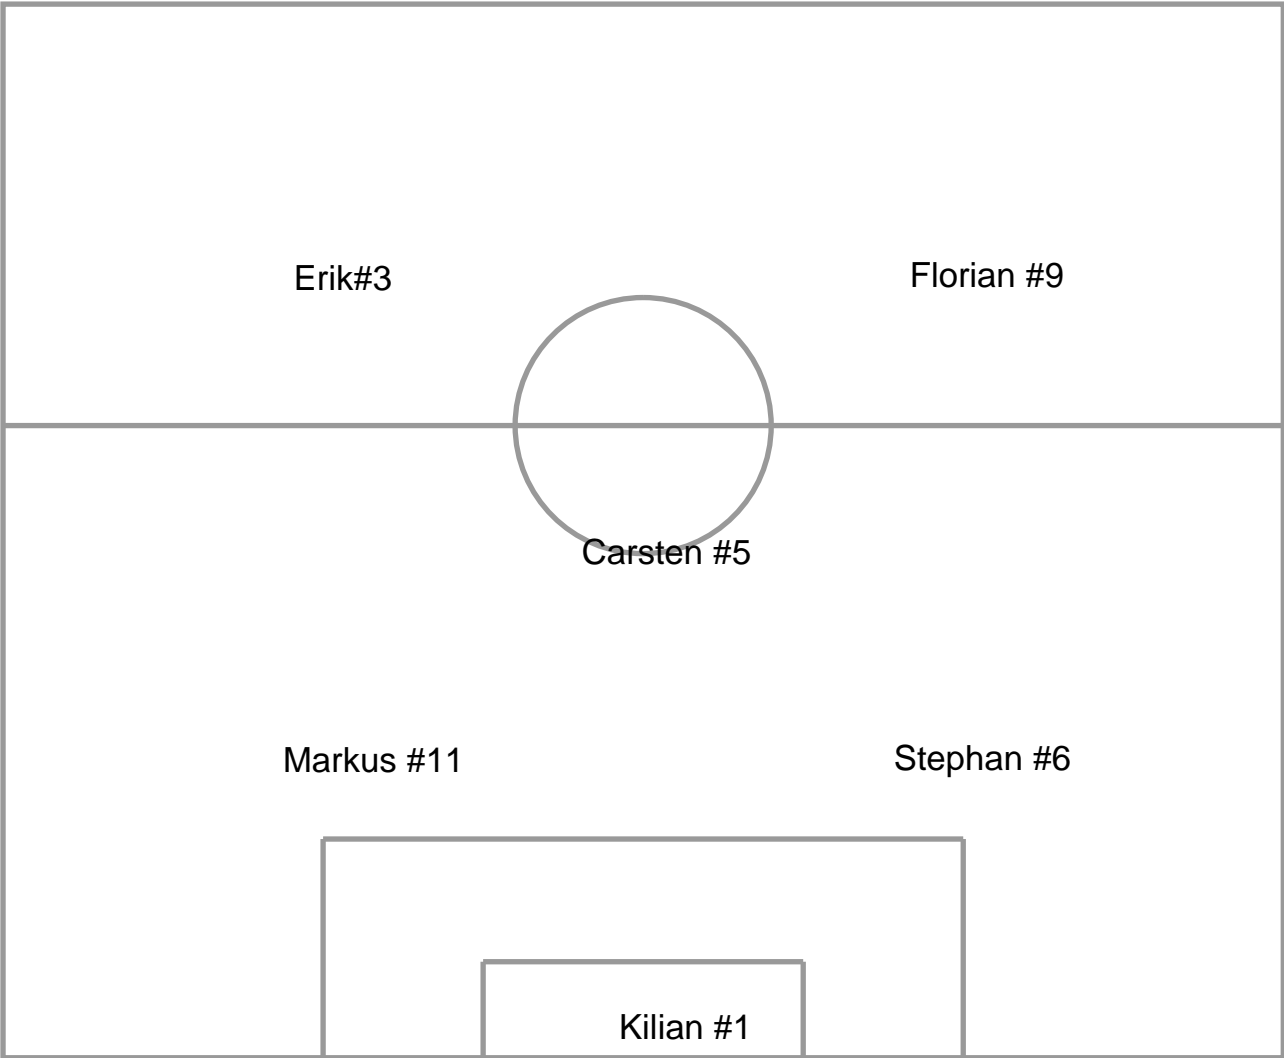 Erik#3
Florian #9
Carsten #5
Markus #11
Stephan #6
Kilian #1